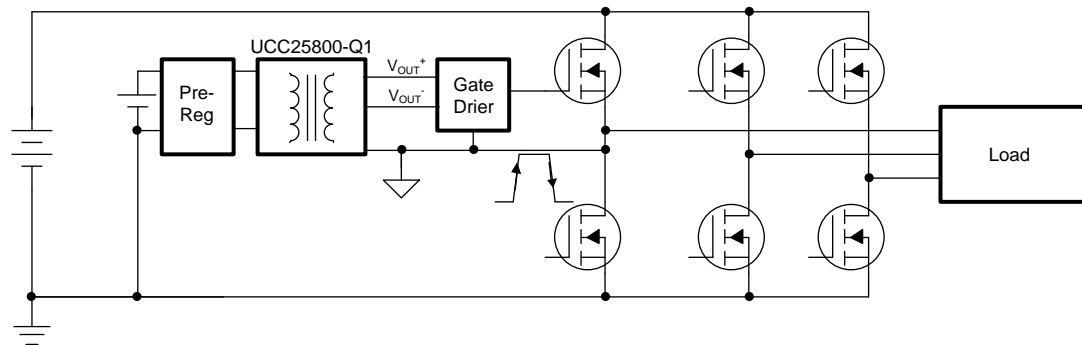 UCC25800-Q1
Pre-
Reg
VOUT+
VOUT-
Gate
Drier
Load